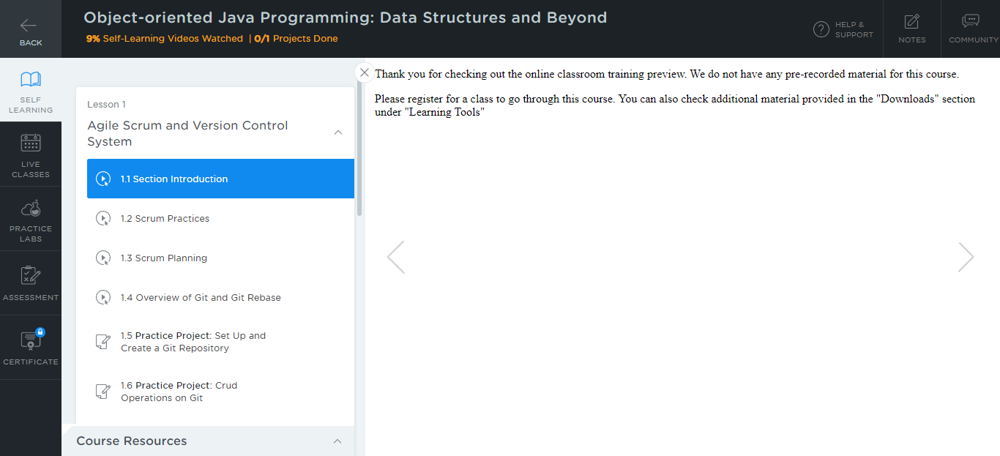 BACK
Object-oriented Java Programming: Data Structures and Beyond
9% Self-Learning Videos Watched | 0/1 Projects Done
?
HELP &
SUPPORT
NOTES
COMMUNITY
SELF
LEARNING
LIVE
CLASSES
PRACTICE
LABS
ASSESSMENT
CERTIFICATE
Lesson 1
Agile Scrum and Version Control
System
1.1 Section Introduction
1.2 Scrum Practices
1.3 Scrum Planning
1.4 Overview of Git and Git Rebase
1.5 Practice Project: Set Up and
Create a Git Repository
1.6 Practice Project: Crud
Operations on Git
Course Resources
Thank you for checking out the online classroom training preview. We do not have any pre-recorded material for this course.
Please register for a class to go through this course. You can also check additional material provided in the "Downloads" section
under "Learning Tools"